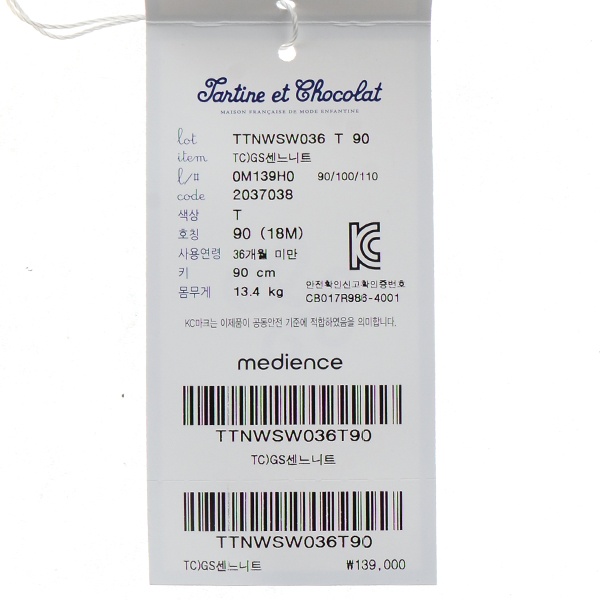 Tartine et Chocolat
MAISON FRANÇAISE DE MODE ENFANTINE
lot TTNWSW036 T 90
item TC)GS센느니트
l/# 0M139H0 90/100/110
code 2037038
색상 T
호칭 90 (18M)
사용연령 36개월 미만
키 90 cm
몸무게 13.4 kg
안전확인신고확인증번호
CB017R986-4001
KC마크는 이제품이 공통안전 기준에 적합하였음을 의미합니다.
medience
TTNWSW036T90
TC)GS센느니트
TTNWSW036T90
TC)GS센느니트 ₩139,000